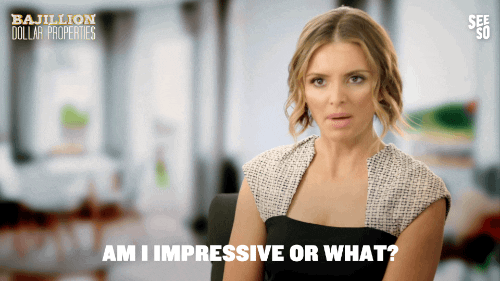 BAJILLION
DOLLAR PROPERTIES
SEE
SO
AM I IMPRESSIVE OR WHAT?